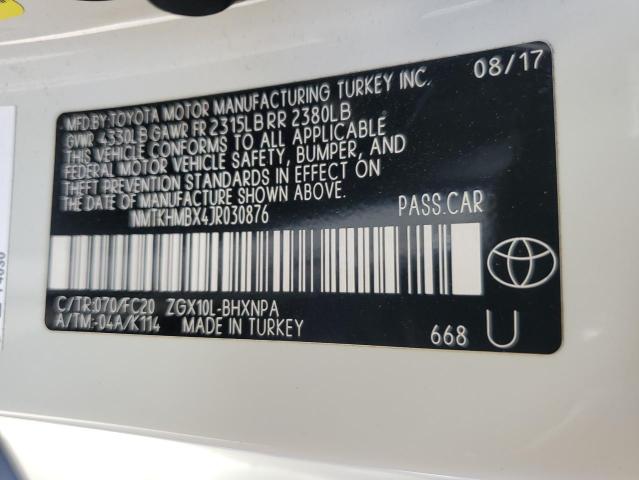 08/17
MFD.BY:TOYOTA MOTOR MANUFACTURING TURKEY INC.
GVWR 4330LB GAWR FR 2315LB RR 2380LB
THIS VEHICLE CONFORMS TO ALL APPLICABLE
FEDERAL MOTOR VEHICLE SAFETY, BUMPER, AND
THEFT PREVENTION STANDARDS IN EFFECT ON
THE DATE OF MANUFACTURE SHOWN ABOVE.
NMTKHMBX4JR030876 PASS.CAR
C/TR:070/FC20 ZGX10L-BHXNPA
A/TM:-04A/K114 MADE IN TURKEY
668 U